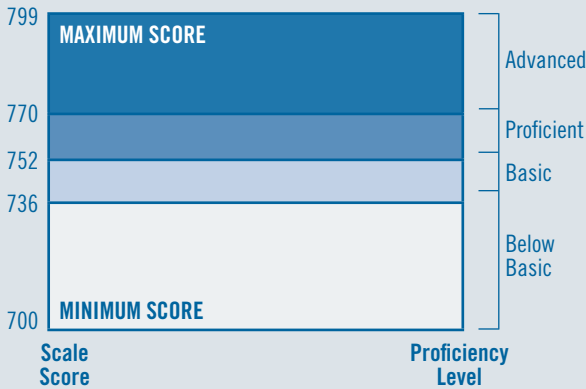 799
MAXIMUM SCORE
Advanced
770
Proficient
752
Basic
736
Below
Basic
700
MINIMUM SCORE
Scale
Score
Proficiency
Level